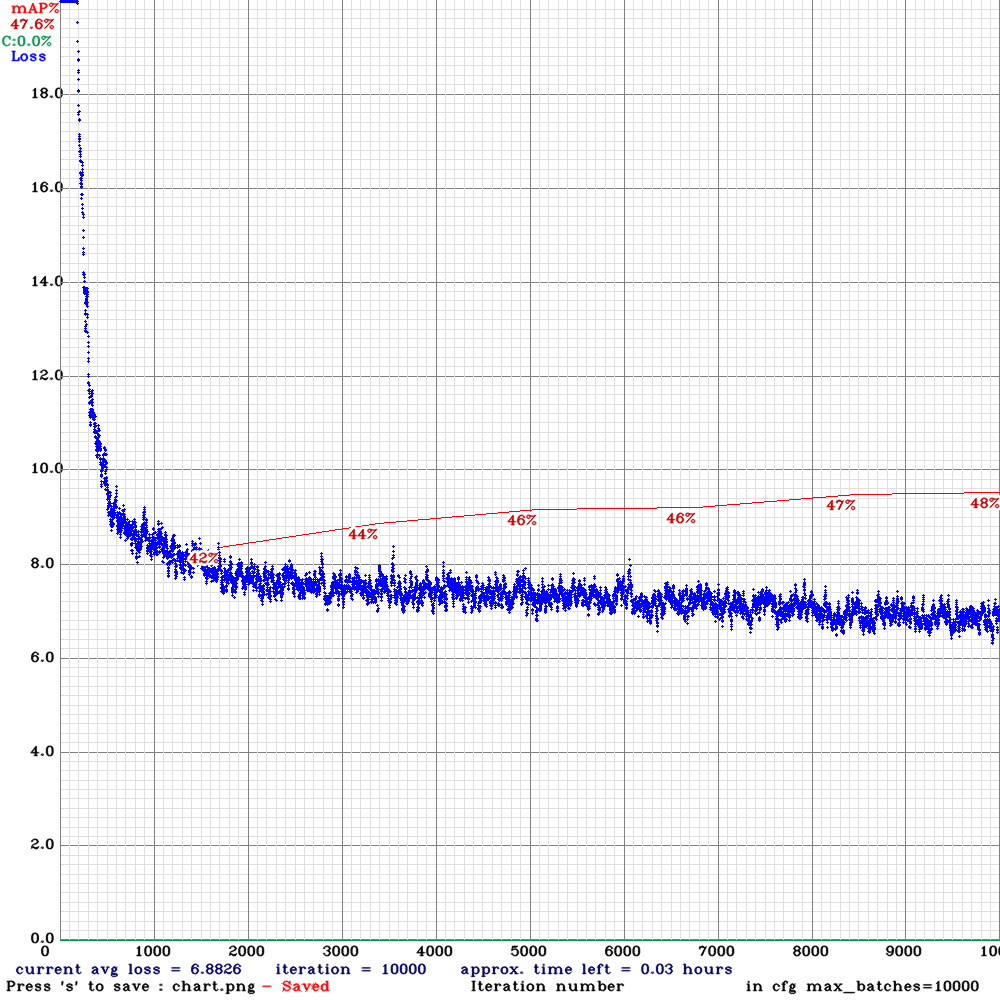 mAP%
47.6%
C:0.0%
Loss
18.0
16.0
14.0
12.0
10.0
8.0
6.0
4.0
2.0
0.0
42%
44%
46%
46%
47%
48%
0 1000 2000 3000 4000 5000 6000 7000 8000 9000 100
current avg loss = 6.8826 iteration = 10000 approx. time left = 0.03 hours
Press 's' to save : chart.png - Saved Iteration number in cfg max_batches=10000